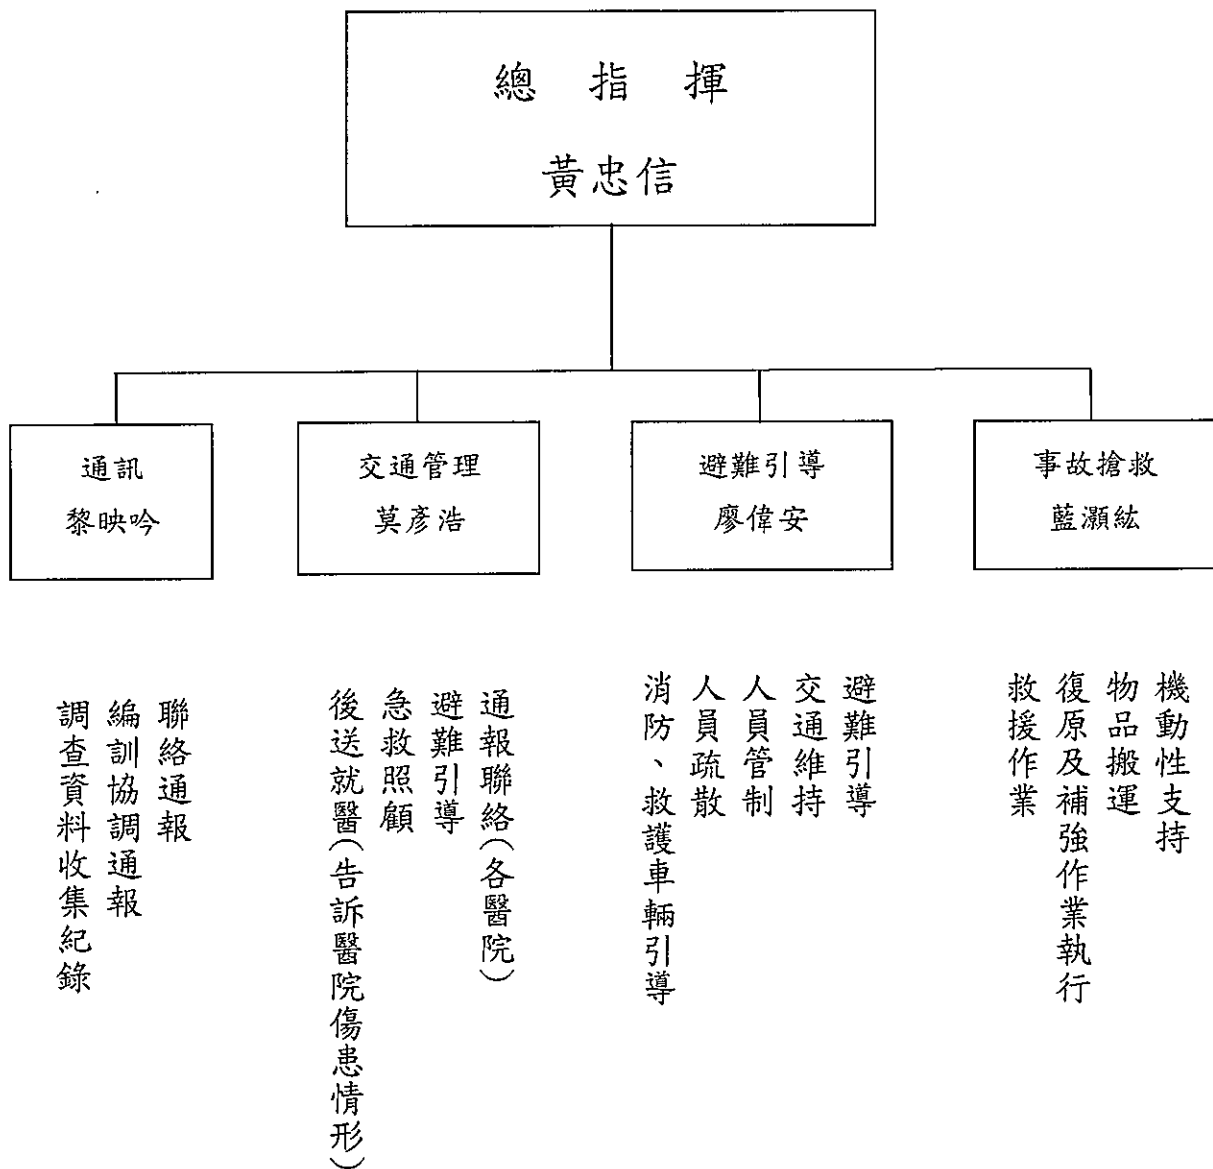 總指揮
黃忠信
通訊
黎映吟
交通管理
莫彥浩
避難引導
廖偉安
事故搶救
藍灝紘
聯絡通報
編訓協調通報
調查資料收集紀錄
通報聯絡(各醫院)
避難引導
急救照顧
後送就醫(告訴醫院傷患情形)
避難引導
交通維持
人員管制
人員疏散
消防、救護車輛引導
機動性支持
物品搬運
復原及補強作業執行
救援作業